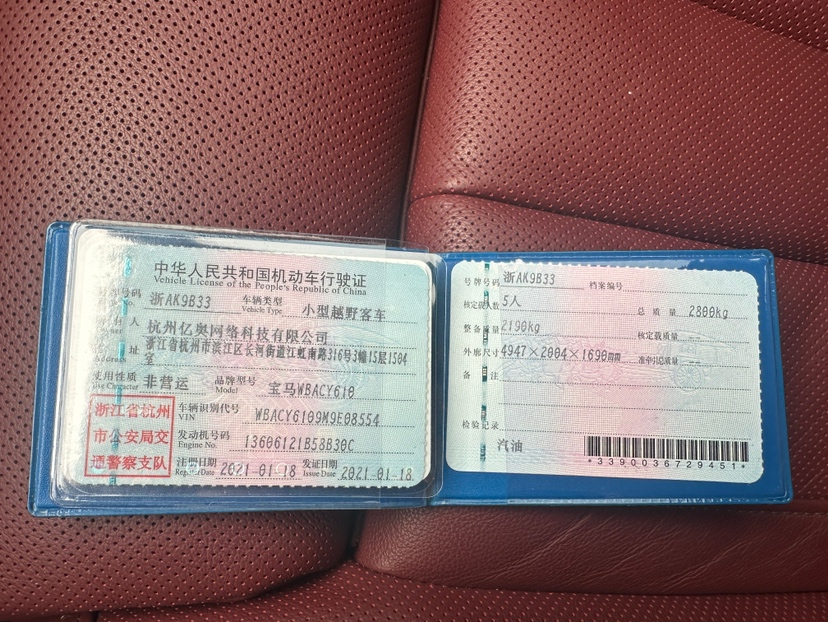 中华人民共和国机动车行驶证
Vehicle License of the People's Republic of China
号牌号码 浙AK9B33 车辆类型 小型越野客车
No. Vehicle Type
所有人 杭州亿奥网络科技有限公司
住址 浙江省杭州市滨江区长河街道江虹南路316号3幢15层1504
Address 室
使用性质 非营运 品牌型号 宝马WBACY610
Use Character Model
浙江省杭州
市公安局交
通警察支队
车辆识别代号 WBACY6109M9E08554
VIN
发动机号码 13606121B58B30C
Engine No.
注册日期 2021-01-18 发证日期 2021-01-18
Register Date Issue Date
号牌号码 浙AK9B33 档案编号
核定载人数 5人 总质量 2800kg
整备质量 2190kg 核定载质量 --
外廓尺寸 4947×2004×1690mm 准牵引总质量 --
备注
检验记录
汽油
*3390036729451*